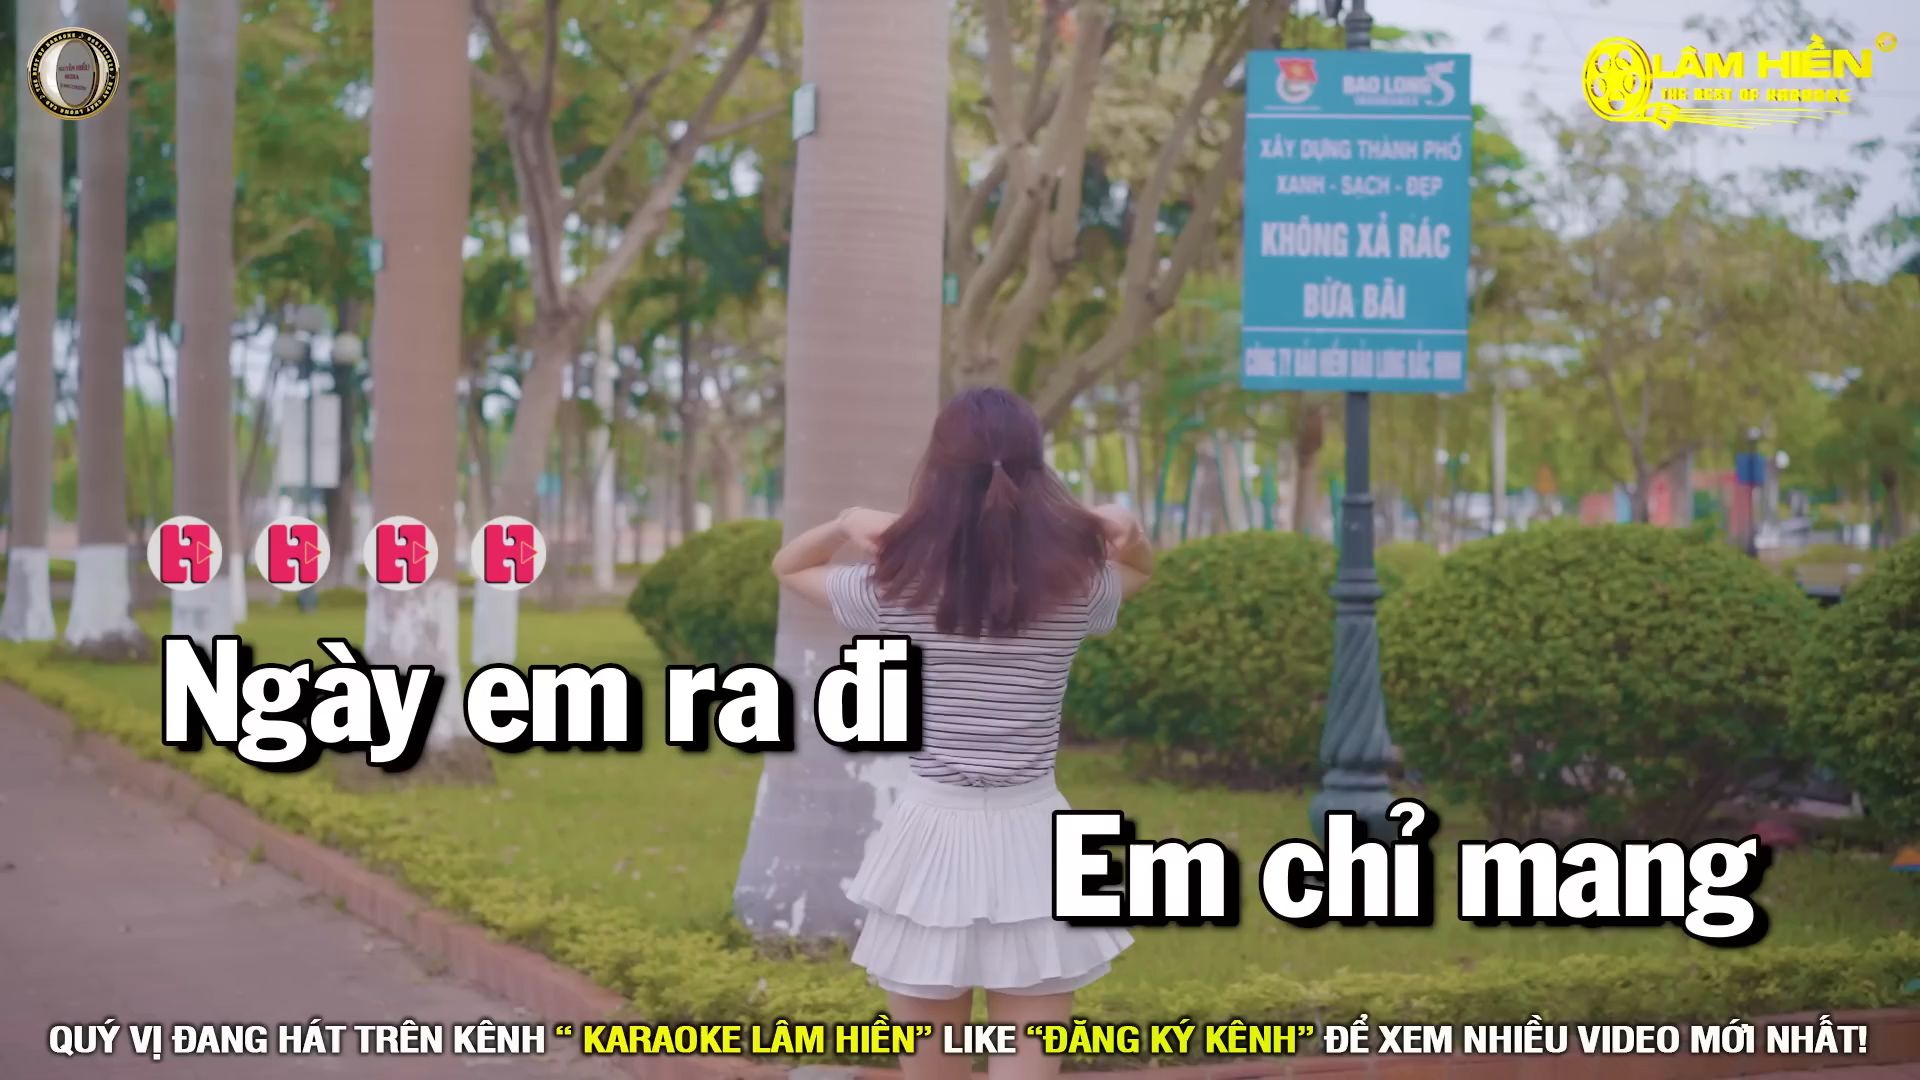 LÂM HIỀN
THE BEST OF KARAOKE
BAO LONG
INSURANCE
XÂY DỰNG THÀNH PHỐ
XANH - SẠCH - ĐẸP
KHÔNG XẢ RÁC
BỪA BÃI
CÔNG TY BẢO HIỂM BẢO LONG BẮC NINH
Ngày em ra đi
Em chỉ mang
QUÝ VỊ ĐANG HÁT TRÊN KÊNH “ KARAOKE LÂM HIỀN” LIKE “ĐĂNG KÝ KÊNH” ĐỂ XEM NHIỀU VIDEO MỚI NHẤT!